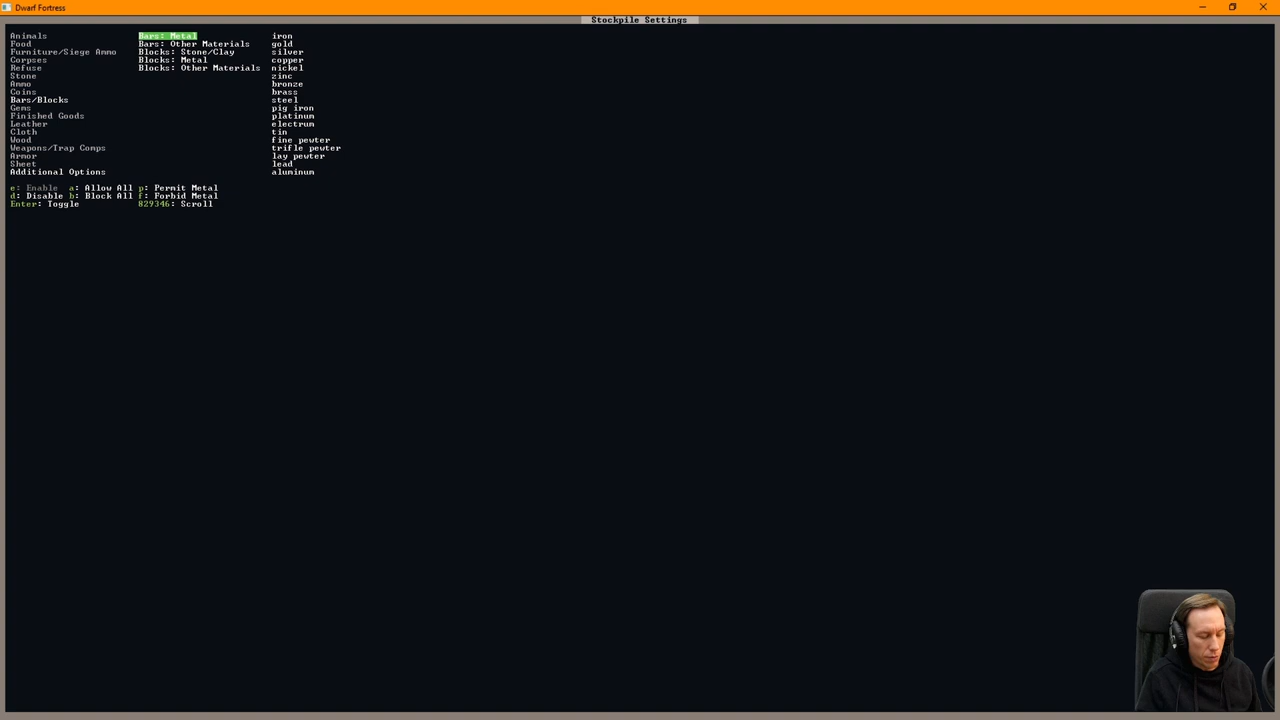 Dwarf Fortress
Stockpile Settings
Animals Bars: Metal iron
Food Bars: Other Materials gold
Furniture/Siege Ammo Blocks: Stone/Clay silver
Corpses Blocks: Metal copper
Refuse Blocks: Other Materials nickel
Stone zinc
Ammo bronze
Coins brass
Bars/Blocks steel
Gems pig iron
Finished Goods platinum
Leather electrum
Cloth tin
Wood fine pewter
Weapons/Trap Comps trifle pewter
Armor lay pewter
Sheet lead
Additional Options aluminum
e: Enable a: Allow All p: Permit Metal
d: Disable b: Block All f: Forbid Metal
Enter: Toggle 829346: Scroll